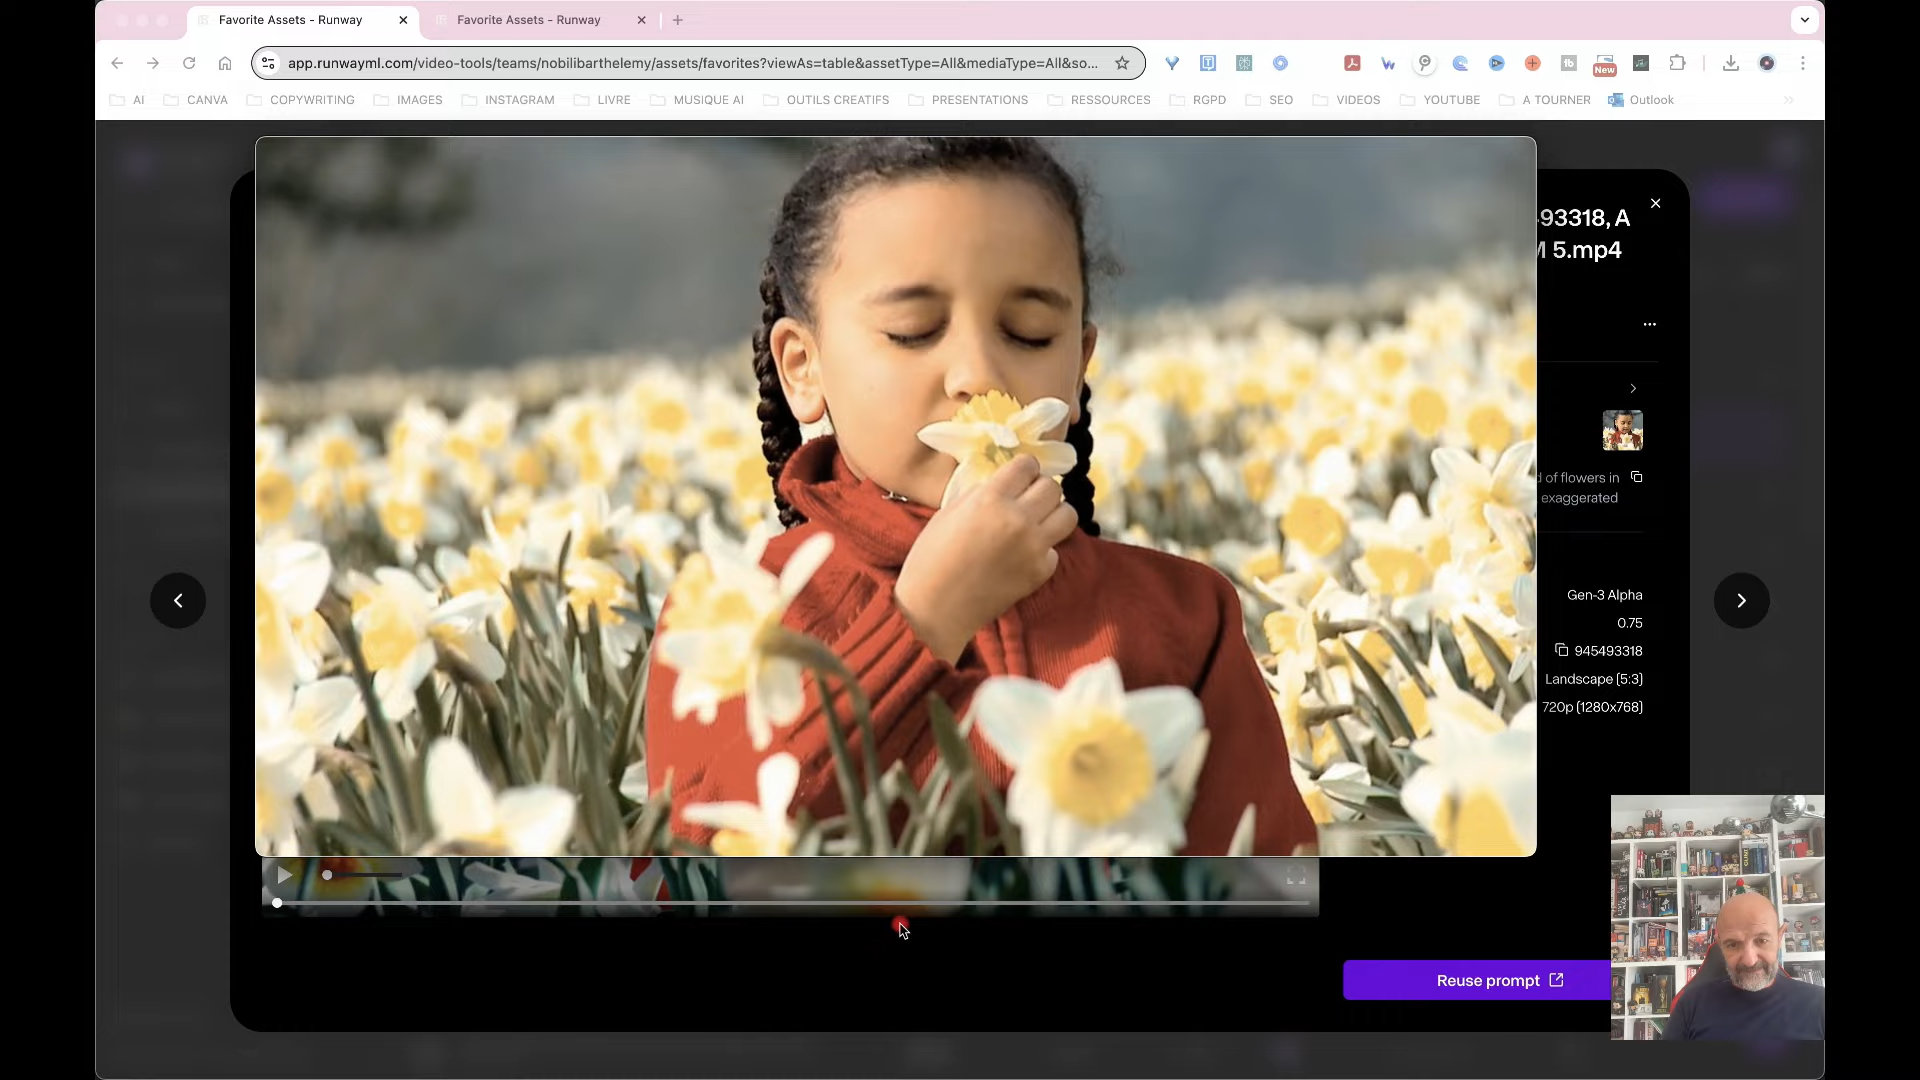 Favorite Assets - Runway
Favorite Assets - Runway
app.runwayml.com/video-tools/teams/nobilibarthelemy/assets/favorites?viewAs=table&assetType=All&mediaType=All&so...
New
AI
CANVA
COPYWRITING
IMAGES
INSTAGRAM
LIVRE
MUSIQUE AI
OUTILS CREATIFS
PRESENTATIONS
RESSOURCES
RGPD
SEO
VIDEOS
YOUTUBE
A TOURNER
Outlook
93318, A
5.mp4
d of flowers in
exaggerated
Gen-3 Alpha
0.75
945493318
Landscape (5:3)
720p (1280x768)
Reuse prompt